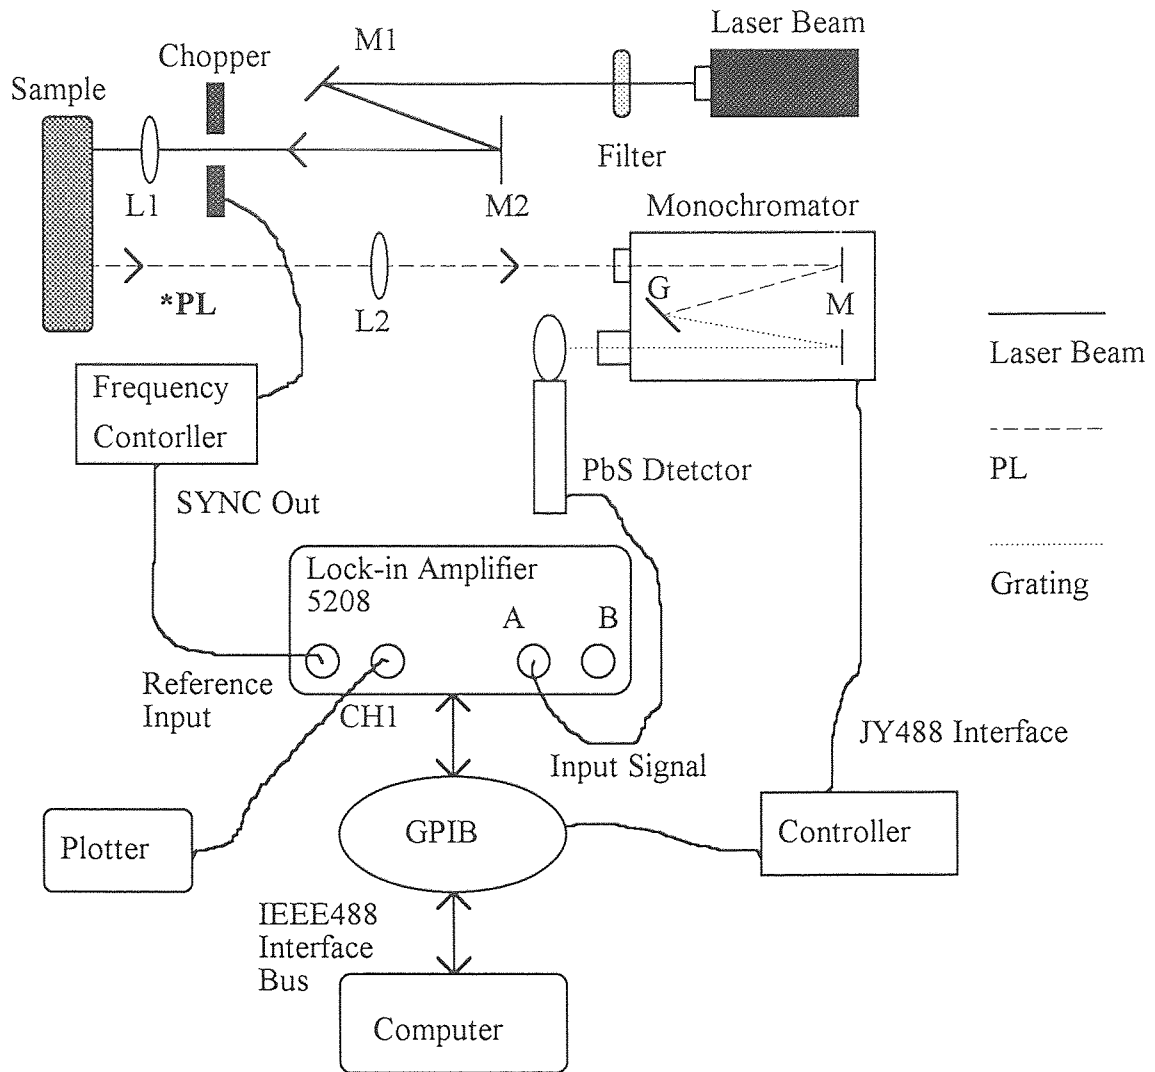 Laser Beam
M1
Chopper
Sample
Filter
L1
M2
Monochromator
*PL
L2
G
M
Laser Beam
Frequency
Contorller
PL
PbS Dtetctor
SYNC Out
Grating
Lock-in Amplifier
5208
A
B
Reference
Input
CH1
Input Signal
JY488 Interface
Plotter
GPIB
Controller
IEEE488
Interface
Bus
Computer